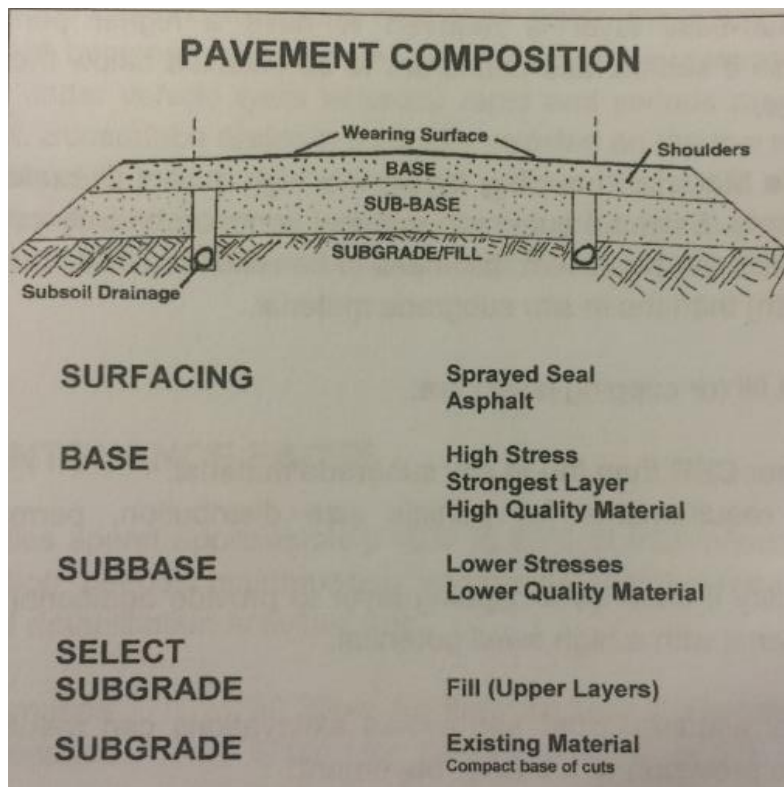 PAVEMENT COMPOSITION
Wearing Surface
Shoulders
BASE
SUB-BASE
SUBGRADE/FILL
Subsoil Drainage
SURFACING
Sprayed Seal
Asphalt
BASE
High Stress
Strongest Layer
High Quality Material
SUBBASE
Lower Stresses
Lower Quality Material
SELECT
SUBGRADE
Fill (Upper Layers)
SUBGRADE
Existing Material
Compact base of cuts